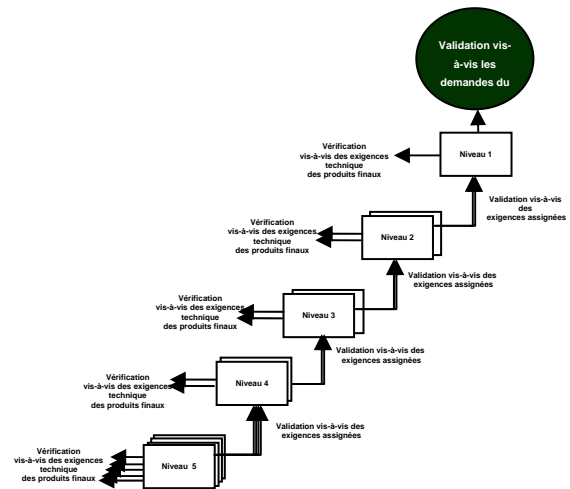 Validation vis-
à-vis les
demandes du
Vérification
vis-à-vis des exigences
technique
des produits finaux
Niveau 1
Validation vis-à-vis
des
exigences assignées
Vérification
vis-à-vis des exigences
technique
des produits finaux
Niveau 2
Validation vis-à-vis des
exigences assignées
Vérification
vis-à-vis des exigences
technique
des produits finaux
Niveau 3
Validation vis-à-vis des
exigences assignées
Vérification
vis-à-vis des exigences
technique
des produits finaux
Niveau 4
Validation vis-à-vis des
exigences assignées
Vérification
vis-à-vis des exigences
technique
des produits finaux
Niveau 5